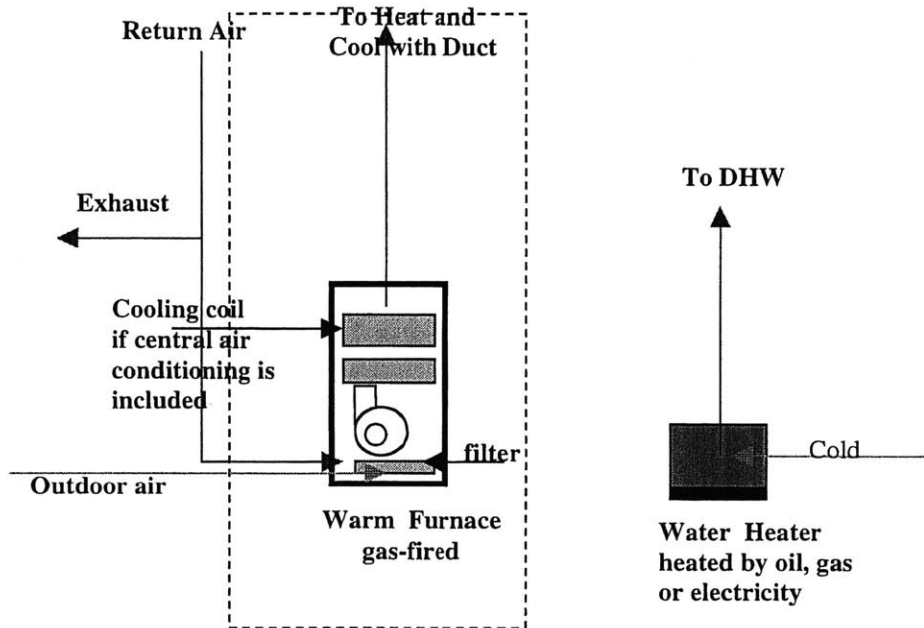 To Heat and
Cool with Duct
Return Air
To DHW
Exhaust
Cooling coil
if central air
conditioning is
included
filter
Cold
Outdoor air
Warm Furnace
gas-fired
Water Heater
heated by oil, gas
or electricity